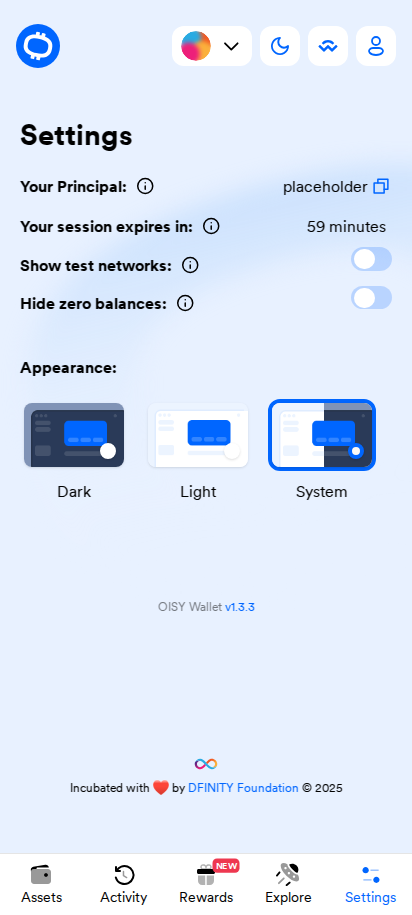 Settings
Your Principal: placeholder
Your session expires in: 59 minutes
Show test networks:
Hide zero balances:
Appearance:
Dark Light System
OISY Wallet v1.3.3
Incubated with ❤️ by DFINITY Foundation © 2025
NEW
Assets Activity Rewards Explore Settings